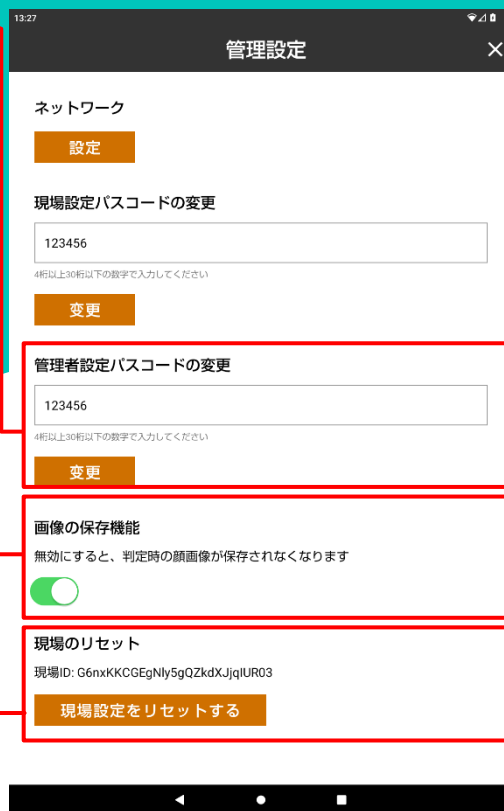 13:27
管理設定
ネットワーク
設定
現場設定パスコードの変更
123456
4桁以上30桁以下の数字で入力してください
変更
管理者設定パスコードの変更
123456
4桁以上30桁以下の数字で入力してください
変更
画像の保存機能
無効にすると、判定時の顔画像が保存されなくなります
現場のリセット
現場ID: G6nxKKCGEgNly5gQZkdXJjqIUR03
現場設定をリセットする